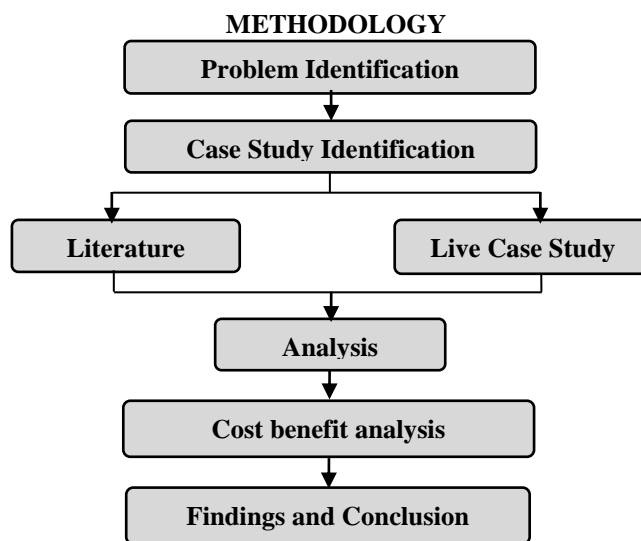 METHODOLOGY
Problem Identification
Case Study Identification
Literature
Live Case Study
Analysis
Cost benefit analysis
Findings and Conclusion